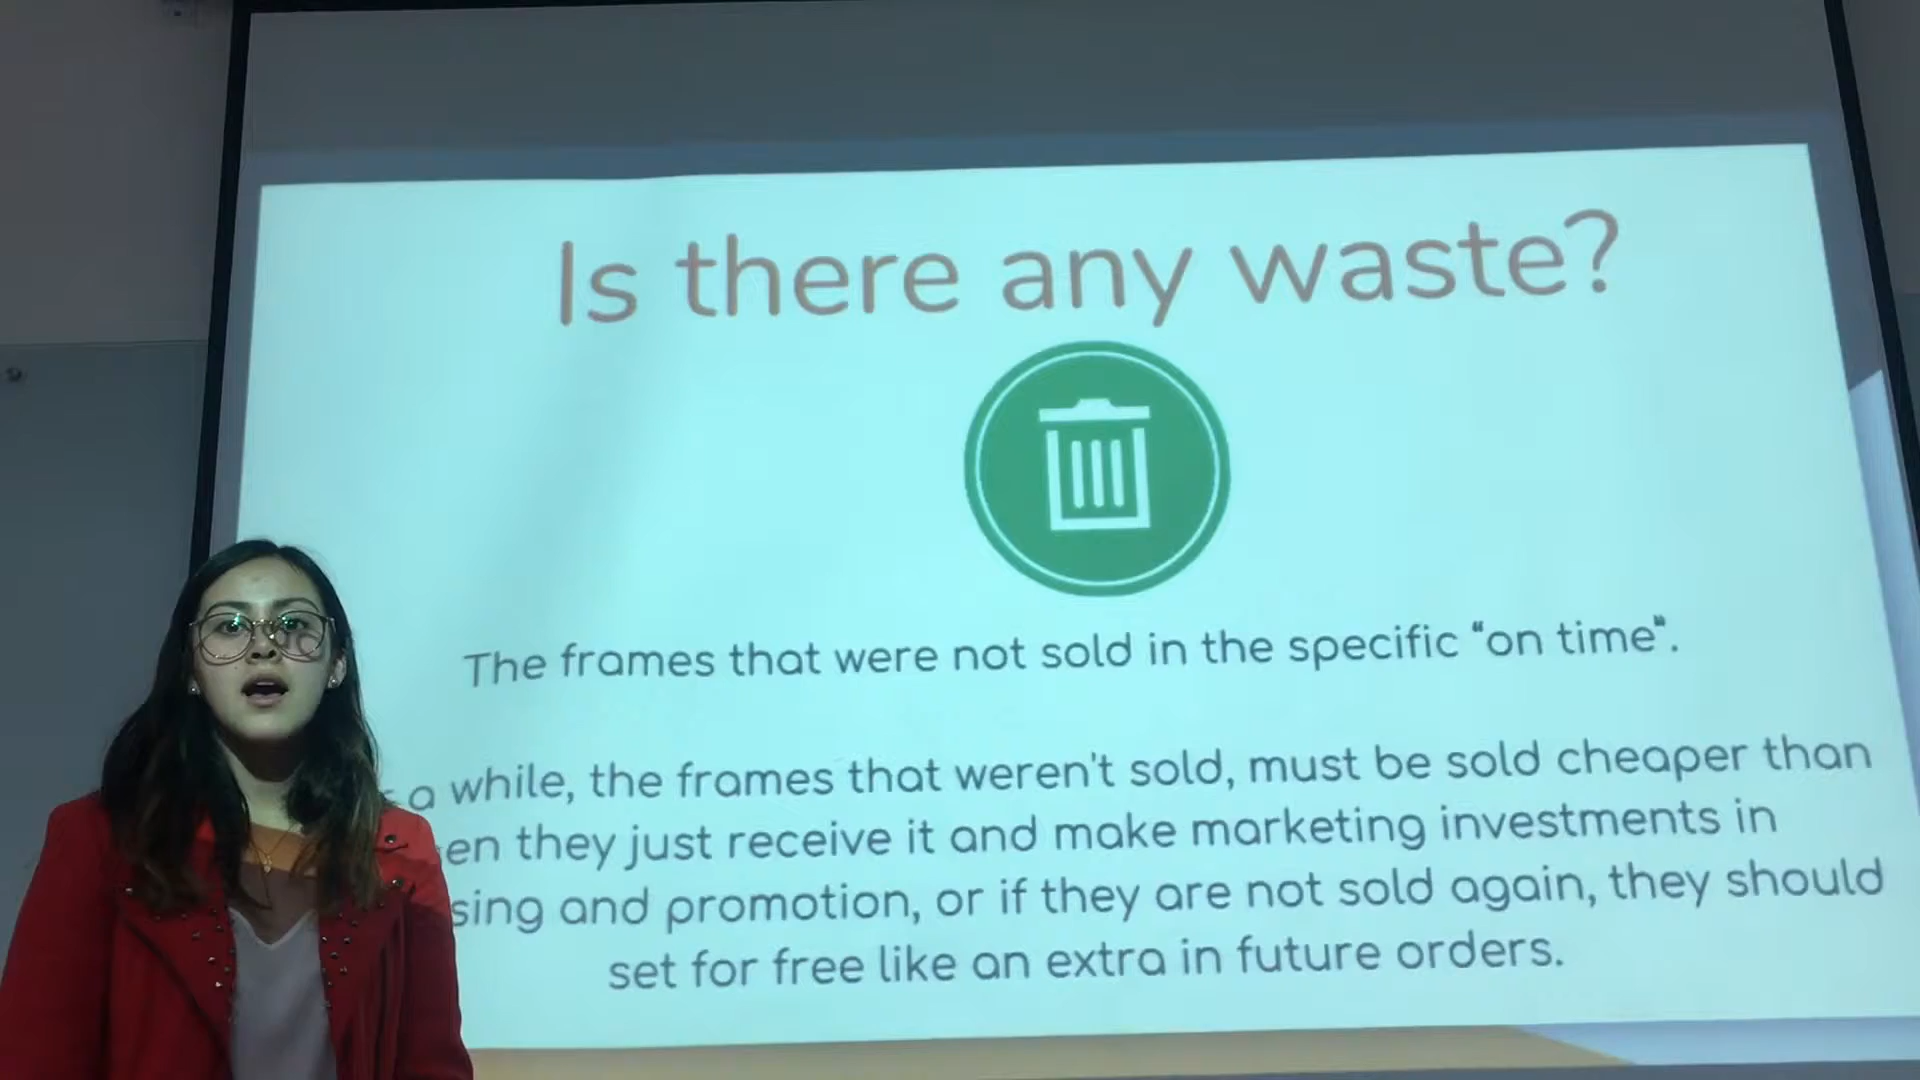 Is there any waste?
The frames that were not sold in the specific “on time”.
a while, the frames that weren't sold, must be sold cheaper than
they just receive it and make marketing investments in
and promotion, or if they are not sold again, they should
set for free like an extra in future orders.